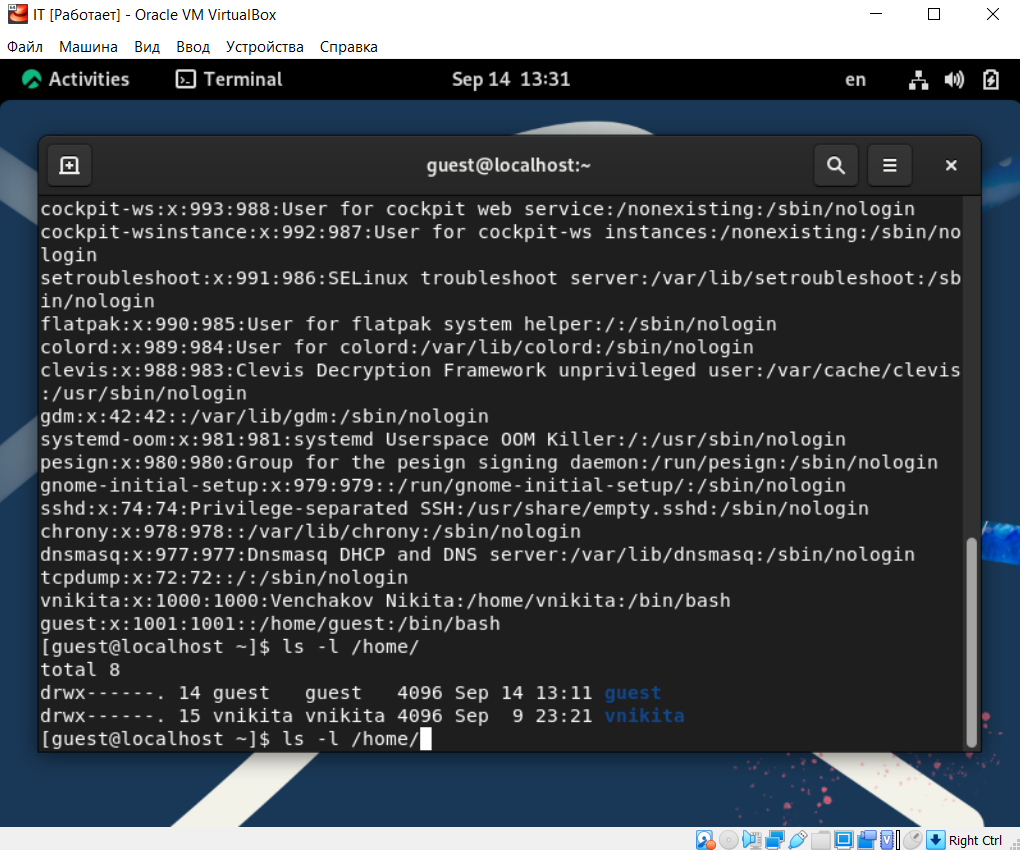 IT [Работает] - Oracle VM VirtualBox
Файл Машина Вид Ввод Устройства Справка
Activities Terminal Sep 14 13:31 en
guest@localhost:~
cockpit-ws:x:993:988:User for cockpit web service:/nonexisting:/sbin/nologin
cockpit-wsinstance:x:992:987:User for cockpit-ws instances:/nonexisting:/sbin/no
login
setroubleshoot:x:991:986:SELinux troubleshoot server:/var/lib/setroubleshoot:/sb
in/nologin
flatpak:x:990:985:User for flatpak system helper:/:/sbin/nologin
colord:x:989:984:User for colord:/var/lib/colord:/sbin/nologin
clevis:x:988:983:Clevis Decryption Framework unprivileged user:/var/cache/clevis
:/usr/sbin/nologin
gdm:x:42:42::/var/lib/gdm:/sbin/nologin
systemd-oom:x:981:981:systemd Userspace OOM Killer:/:/usr/sbin/nologin
pesign:x:980:980:Group for the pesign signing daemon:/run/pesign:/sbin/nologin
gnome-initial-setup:x:979:979::/run/gnome-initial-setup/:/sbin/nologin
sshd:x:74:74:Privilege-separated SSH:/usr/share/empty.sshd:/sbin/nologin
chrony:x:978:978::/var/lib/chrony:/sbin/nologin
dnsmasq:x:977:977:Dnsmasq DHCP and DNS server:/var/lib/dnsmasq:/sbin/nologin
tcpdump:x:72:72::/:/sbin/nologin
vnikita:x:1000:1000:Venchakov Nikita:/home/vnikita:/bin/bash
guest:x:1001:1001::/home/guest:/bin/bash
[guest@localhost ~]$ ls -l /home/
total 8
drwx------. 14 guest   guest   4096 Sep 14 13:11 guest
drwx------. 15 vnikita vnikita 4096 Sep  9 23:21 vnikita
[guest@localhost ~]$ ls -l /home/
Right Ctrl